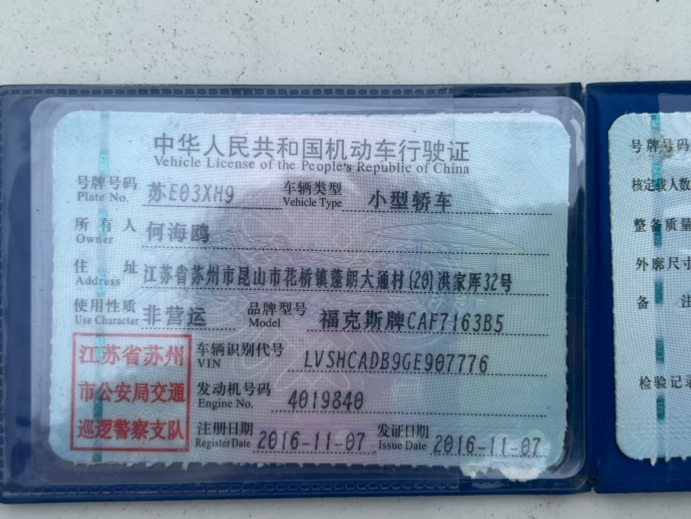 中华人民共和国机动车行驶证
Vehicle License of the People's Republic of China
号牌号码 苏E03XH9 车辆类型 小型轿车
Plate No. Vehicle Type
所有人 何海鸥
Owner
住址 江苏省苏州市昆山市花桥镇蓬朗大通村(20)洪家厍32号
Address
使用性质 非营运 品牌型号 福克斯牌CAF7163B5
Use Character Model
江苏省苏州
市公安局交通
巡逻警察支队
车辆识别代号 LVSHCADB9GE907776
VIN
发动机号码 4019840
Engine No.
注册日期 2016-11-07 发证日期 2016-11-07
Register Date Issue Date
号牌号码
核定载人数
整备质量
外廓尺寸
备注
检验记录